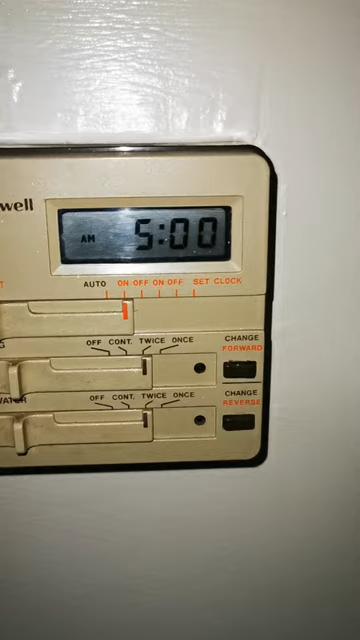 well
AM 5:00
AUTO ON OFF ON OFF SET CLOCK
OFF CONT. TWICE ONCE
CHANGE
FORWARD
OFF CONT. TWICE ONCE
CHANGE
REVERSE